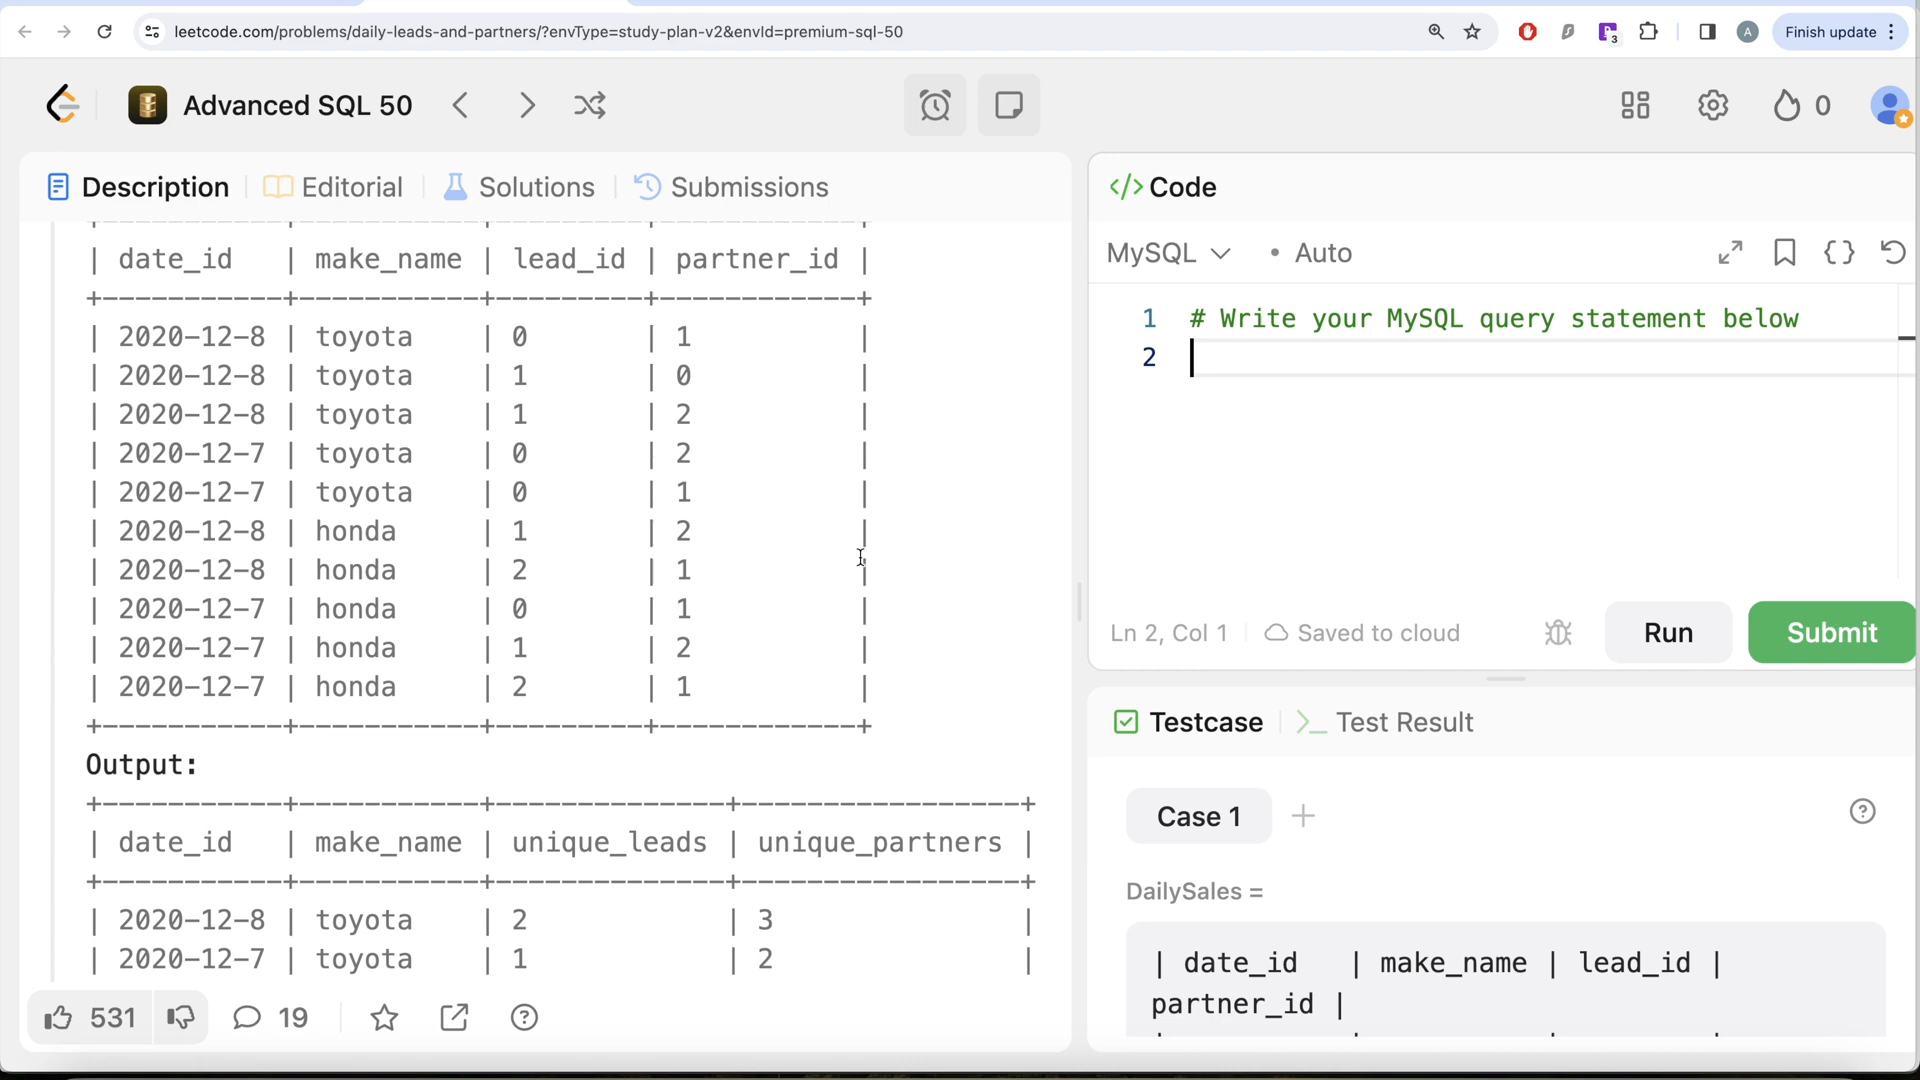 leetcode.com/problems/daily-leads-and-partners/?envType=study-plan-v2&envId=premium-sql-50
3
A
Finish update
Advanced SQL 50
0
Description
Editorial
Solutions
Submissions
| date_id | make_name | lead_id | partner_id |
+-----------+-----------+---------+------------+
| 2020-12-8 | toyota | 0 | 1 |
| 2020-12-8 | toyota | 1 | 0 |
| 2020-12-8 | toyota | 1 | 2 |
| 2020-12-7 | toyota | 0 | 2 |
| 2020-12-7 | toyota | 0 | 1 |
| 2020-12-8 | honda | 1 | 2 |
| 2020-12-8 | honda | 2 | 1 |
| 2020-12-7 | honda | 0 | 1 |
| 2020-12-7 | honda | 1 | 2 |
| 2020-12-7 | honda | 2 | 1 |
+-----------+-----------+---------+------------+
Output:
+-----------+-----------+--------------+-----------------+
| date_id | make_name | unique_leads | unique_partners |
+-----------+-----------+--------------+-----------------+
| 2020-12-8 | toyota | 2 | 3 |
| 2020-12-7 | toyota | 1 | 2 |
531
19
</> Code
MySQL
• Auto
{}
1 # Write your MySQL query statement below
2
Ln 2, Col 1
Saved to cloud
Run
Submit
Testcase
>_ Test Result
Case 1
+
DailySales =
| date_id | make_name | lead_id |
partner_id |